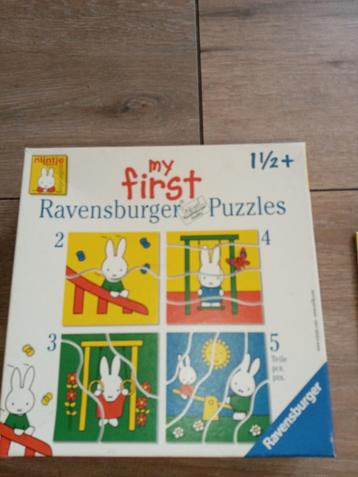 nijntje
my
first
1½+
Ravensburger Puzzles
2
4
3
5
Teile
pcs.
pzs.
Ravensburger